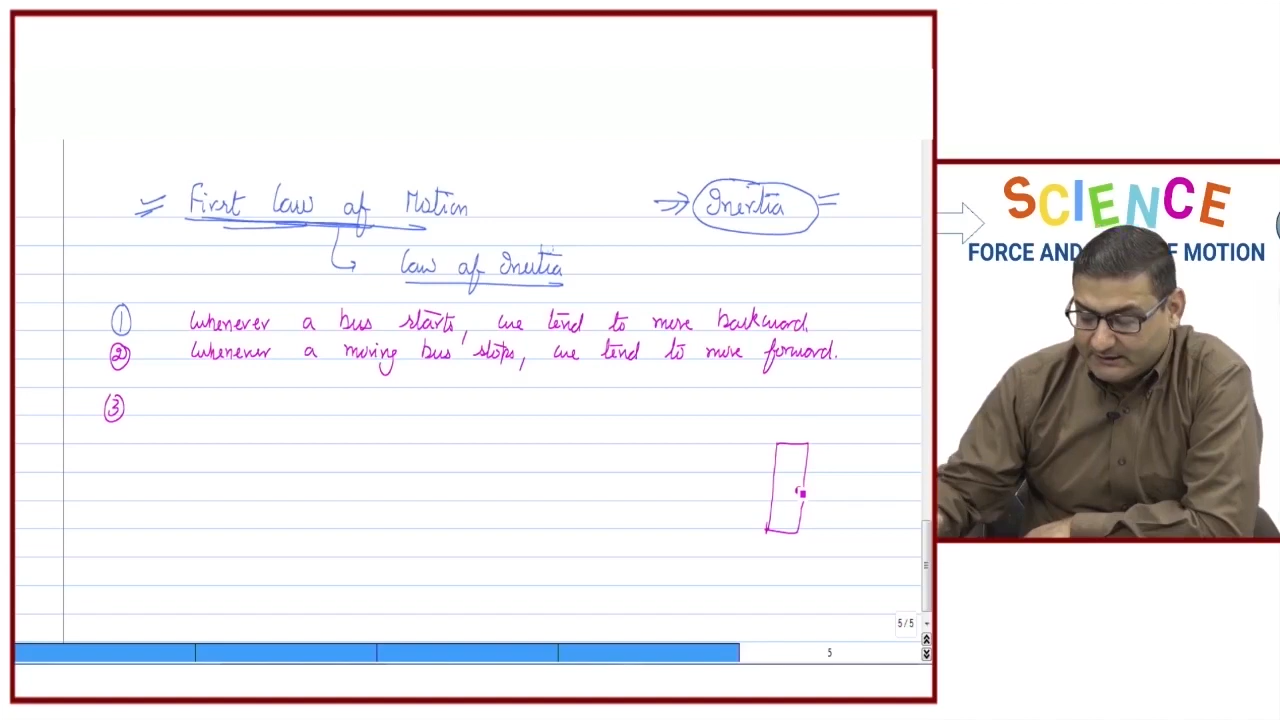 First Law of Motion → Inertia =
Law of Inertia
① Whenever a bus starts, we tend to move backward.
② Whenever a moving bus stops, we tend to move forward.
③
5/5
5
SCIENCE
FORCE AND OF MOTION